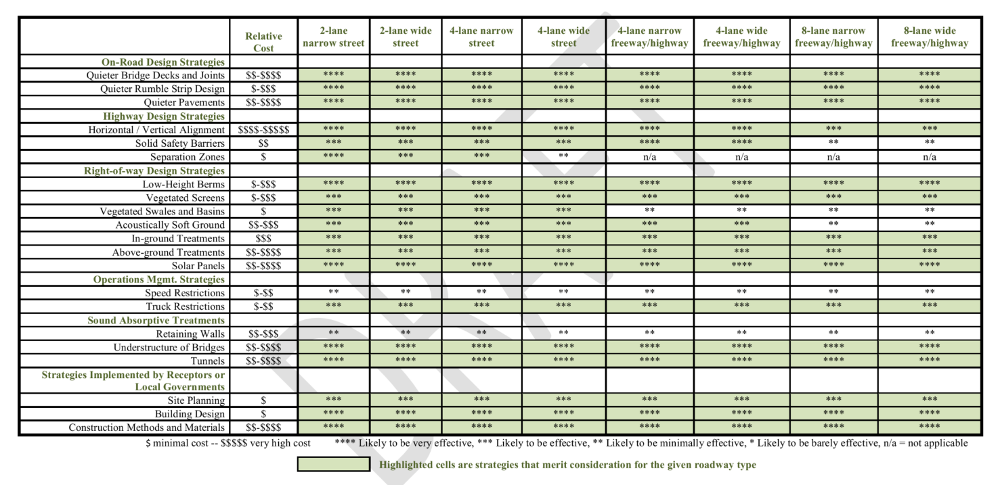 Relative Cost | 2-lane narrow street | 2-lane wide street | 4-lane narrow street | 4-lane wide street | 4-lane narrow freeway/highway | 4-lane wide freeway/highway | 8-lane narrow freeway/highway | 8-lane wide freeway/highway
On-Road Design Strategies
Quieter Bridge Decks and Joints | $$-$$$$ | **** | **** | **** | **** | **** | **** | **** | ****
Quieter Rumble Strip Design | $-$$$ | **** | **** | **** | **** | **** | **** | **** | ****
Quieter Pavements | $$-$$$$ | **** | **** | **** | **** | **** | **** | **** | ****
Highway Design Strategies
Horizontal / Vertical Alignment | $$$$-$$$$$ | **** | **** | **** | **** | **** | **** | *** | ***
Solid Safety Barriers | $$ | *** | *** | *** | *** | **** | **** | ** | **
Separation Zones | $ | **** | *** | *** | ** | n/a | n/a | n/a | n/a
Right-of-way Design Strategies
Low-Height Berms | $-$$$ | **** | **** | **** | **** | **** | **** | **** | ****
Vegetated Screens | $-$$$ | *** | *** | *** | *** | *** | *** | *** | ***
Vegetated Swales and Basins | $ | *** | *** | *** | *** | ** | ** | ** | **
Acoustically Soft Ground | $$-$$$ | *** | *** | *** | *** | *** | *** | ** | **
In-ground Treatments | $$$ | *** | *** | *** | *** | *** | *** | *** | ***
Above-ground Treatments | $$-$$$$ | *** | *** | *** | *** | *** | *** | *** | ***
Solar Panels | $$-$$$$ | **** | **** | **** | **** | **** | **** | **** | ****
Operations Mgmt. Strategies
Speed Restrictions | $-$$ | ** | ** | ** | ** | ** | ** | ** | **
Truck Restrictions | $-$$ | *** | *** | *** | *** | *** | *** | *** | ***
Sound Absorptive Treatments
Retaining Walls | $$-$$$ | ** | ** | ** | ** | ** | ** | ** | **
Understructure of Bridges | $$-$$$$ | **** | **** | **** | **** | **** | **** | **** | ****
Tunnels | $$-$$$$ | **** | **** | **** | **** | **** | **** | **** | ****
Strategies Implemented by Receptors or
Local Governments
Site Planning | $ | *** | *** | *** | *** | *** | *** | *** | ***
Building Design | $ | **** | **** | **** | **** | **** | **** | **** | ****
Construction Methods and Materials | $$-$$$$ | **** | **** | **** | **** | **** | **** | **** | ****
$ minimal cost -- $$$$$ very high cost **** Likely to be very effective, *** Likely to be effective, ** Likely to be minimally effective, * Likely to be barely effective, n/a = not applicable
Highlighted cells are strategies that merit consideration for the given roadway type
DRAFT